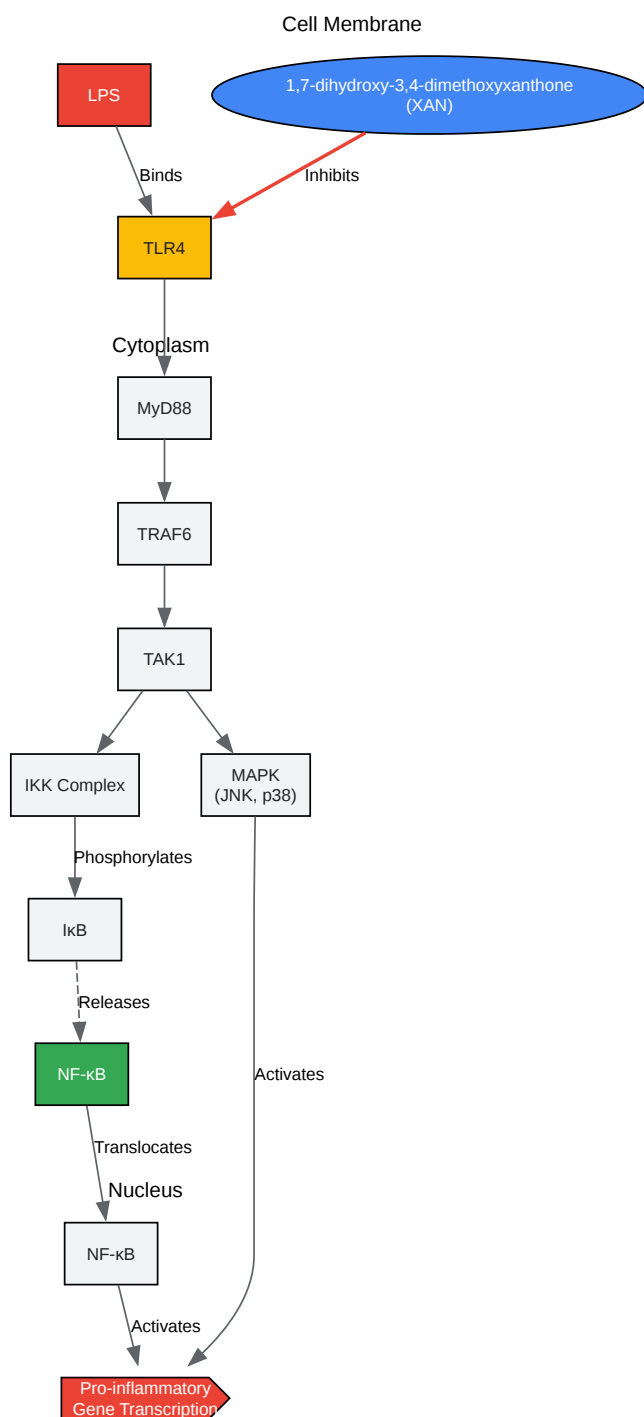 Cell Membrane
LPS
1,7-dihydroxy-3,4-dimethoxyxanthone
(XAN)
Binds
Inhibits
TLR4
Cytoplasm
MyD88
TRAF6
TAK1
IKK Complex
MAPK
(JNK, p38)
Phosphorylates
IκB
Releases
NF-κB
Activates
Translocates
Nucleus
NF-κB
Activates
Pro-inflammatory
Gene Transcription